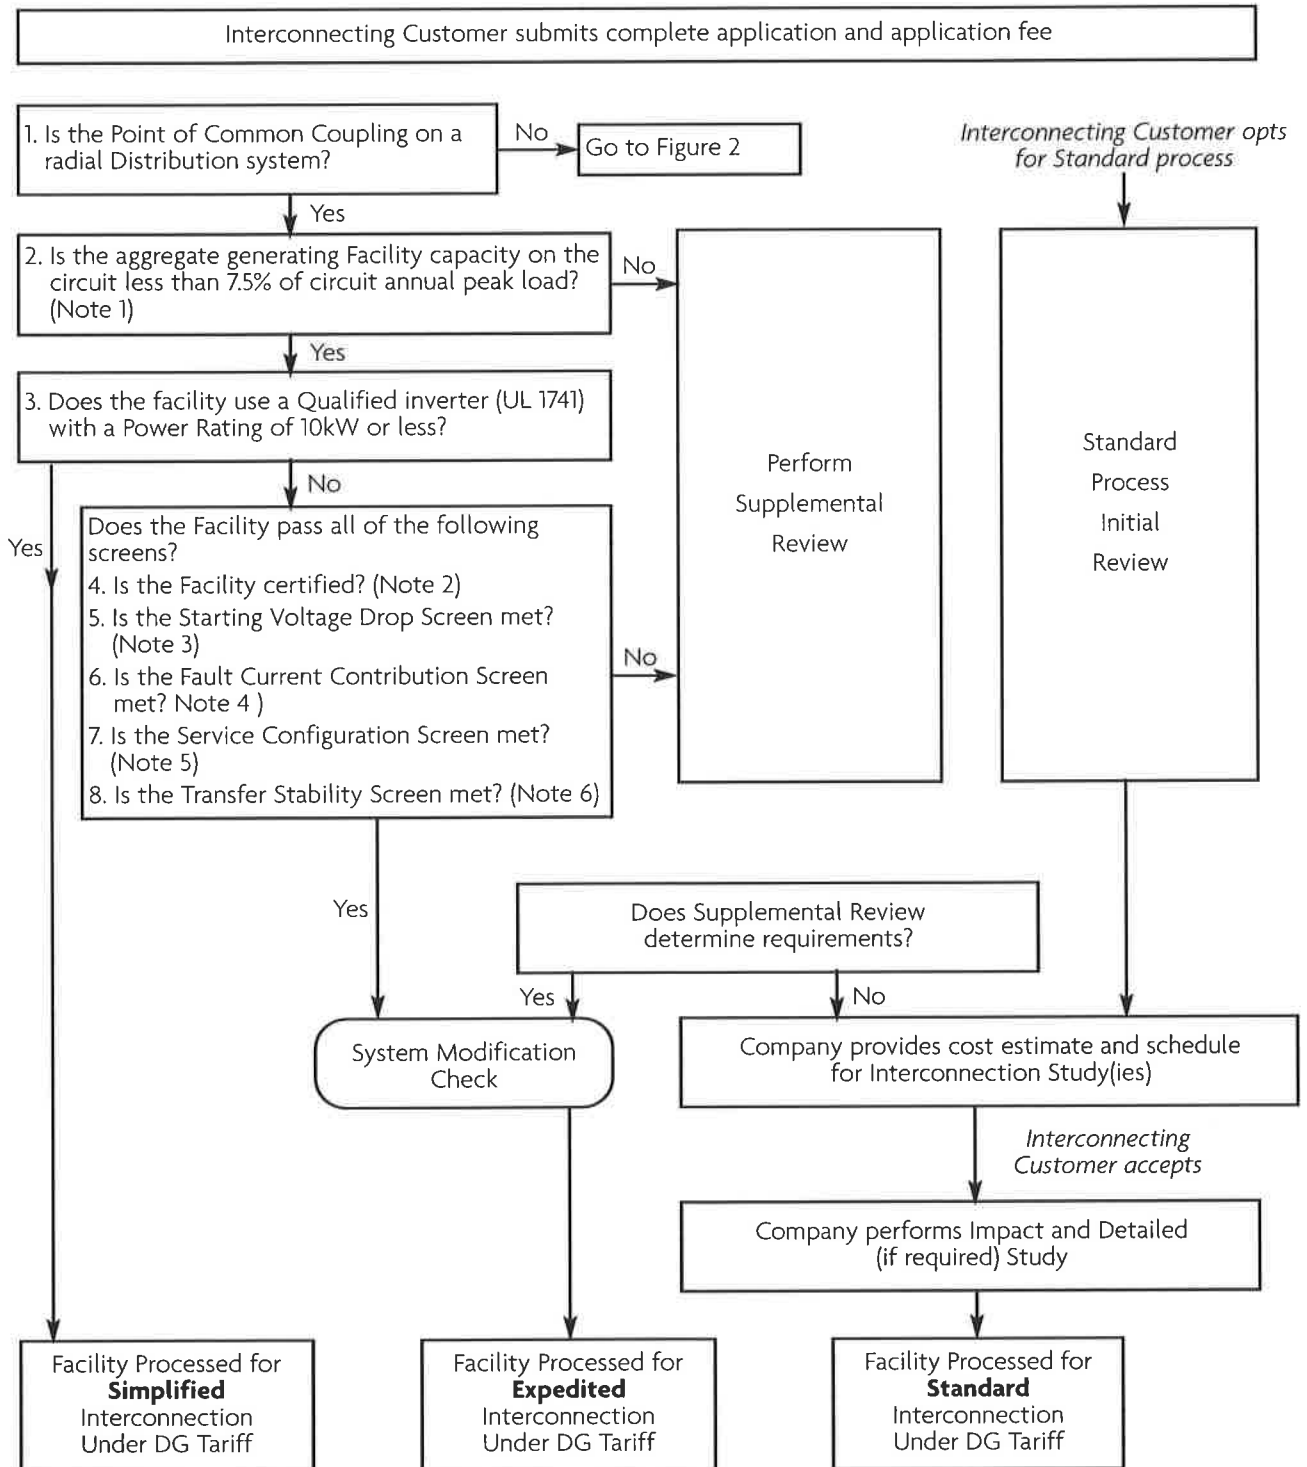 Interconnecting Customer submits complete application and application fee
1. Is the Point of Common Coupling on a
radial Distribution system?
No
Go to Figure 2
Interconnecting Customer opts
for Standard process
Yes
2. Is the aggregate generating Facility capacity on the
circuit less than 7.5% of circuit annual peak load?
(Note 1)
No
Yes
3. Does the facility use a Qualified inverter (UL 1741)
with a Power Rating of 10kW or less?
No
Yes
Does the Facility pass all of the following
screens?
4. Is the Facility certified? (Note 2)
5. Is the Starting Voltage Drop Screen met?
(Note 3)
6. Is the Fault Current Contribution Screen
met? Note 4 )
7. Is the Service Configuration Screen met?
(Note 5)
8. Is the Transfer Stability Screen met? (Note 6)
No
Perform
Supplemental
Review
Standard
Process
Initial
Review
Yes
Does Supplemental Review
determine requirements?
Yes
No
System Modification
Check
Company provides cost estimate and schedule
for Interconnection Study(ies)
Interconnecting
Customer accepts
Company performs Impact and Detailed
(if required) Study
Facility Processed for
Simplified
Interconnection
Under DG Tariff
Facility Processed for
Expedited
Interconnection
Under DG Tariff
Facility Processed for
Standard
Interconnection
Under DG Tariff